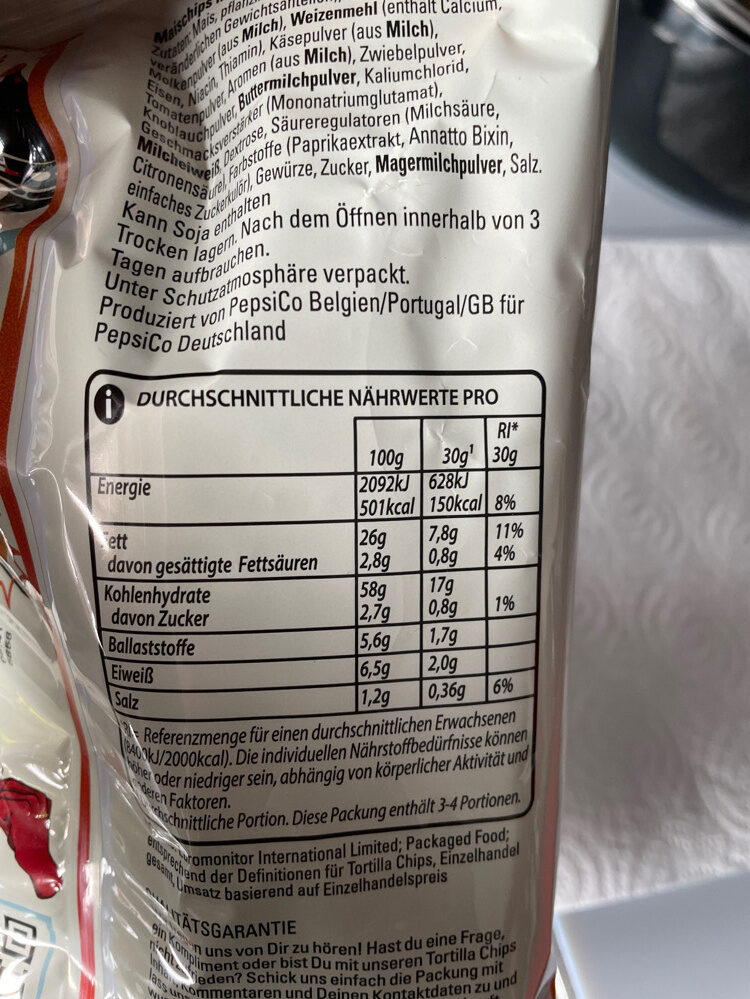 Maischips
Zutaten: Mais,
veränderlichen Gewichtsanteilen
Molkenpulver (aus Milch), Weizenmehl (enthält Calcium,
Eisen, Niacin, Thiamin), Käsepulver (aus Milch),
Tomatenpulver, Aromen (aus Milch), Zwiebelpulver,
Knoblauchpulver, Buttermilchpulver, Kaliumchlorid,
Geschmacksverstärker (Mononatriumglutamat),
Milcheiweiß, Dextrose, Säureregulatoren (Milchsäure,
Citronensäure), Farbstoffe (Paprikaextrakt, Annatto Bixin,
einfaches Zuckerkulör), Gewürze, Zucker, Magermilchpulver, Salz.
Kann Soja enthalten
Trocken lagern. Nach dem Öffnen innerhalb von 3
Tagen aufbrauchen.
Unter Schutzatmosphäre verpackt.
Produziert von PepsiCo Belgien/Portugal/GB für
PepsiCo Deutschland
i DURCHSCHNITTLICHE NÄHRWERTE PRO
100g 30g¹ RI* 30g
Energie 2092kJ 628kJ
501kcal 150kcal 8%
Fett 26g 7,8g 11%
davon gesättigte Fettsäuren 2,8g 0,8g 4%
Kohlenhydrate 58g 17g
davon Zucker 2,7g 0,8g 1%
Ballaststoffe 5,6g 1,7g
Eiweiß 6,5g 2,0g
Salz 1,2g 0,36g 6%
Referenzmenge für einen durchschnittlichen Erwachsenen
(8400kJ/2000kcal). Die individuellen Nährstoffbedürfnisse können
höher oder niedriger sein, abhängig von körperlicher Aktivität und
anderen Faktoren.
Durchschnittliche Portion. Diese Packung enthält 3-4 Portionen.
Euromonitor International Limited; Packaged Food;
entsprechend der Definitionen für Tortilla Chips, Einzelhandel
gesamt, Umsatz basierend auf Einzelhandelspreis
QUALITÄTSGARANTIE
uns von Dir zu hören! Hast du eine Frage,
ein Kompliment oder bist Du mit unseren Tortilla Chips
nicht zufrieden? Schick uns einfach die Packung mit
Kommentaren und Deinen Kontaktdaten zu und